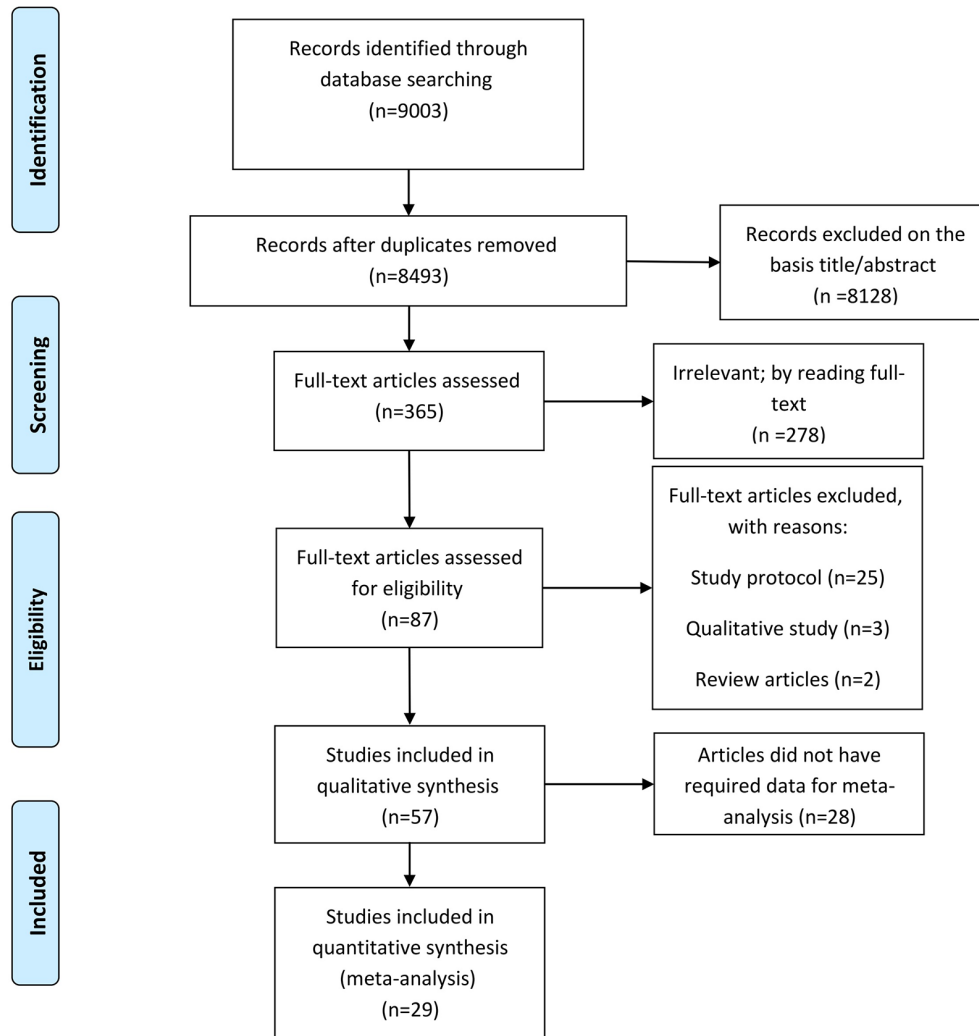 Identification
Records identified through
database searching
(n=9003)
Records after duplicates removed
(n=8493)
Records excluded on the
basis title/abstract
(n =8128)
Screening
Full-text articles assessed
(n=365)
Irrelevant; by reading full-
text
(n =278)
Eligibility
Full-text articles assessed
for eligibility
(n=87)
Full-text articles excluded,
with reasons:
Study protocol (n=25)
Qualitative study (n=3)
Review articles (n=2)
Studies included in
qualitative synthesis
(n=57)
Articles did not have
required data for meta-
analysis (n=28)
Included
Studies included in
quantitative synthesis
(meta-analysis)
(n=29)